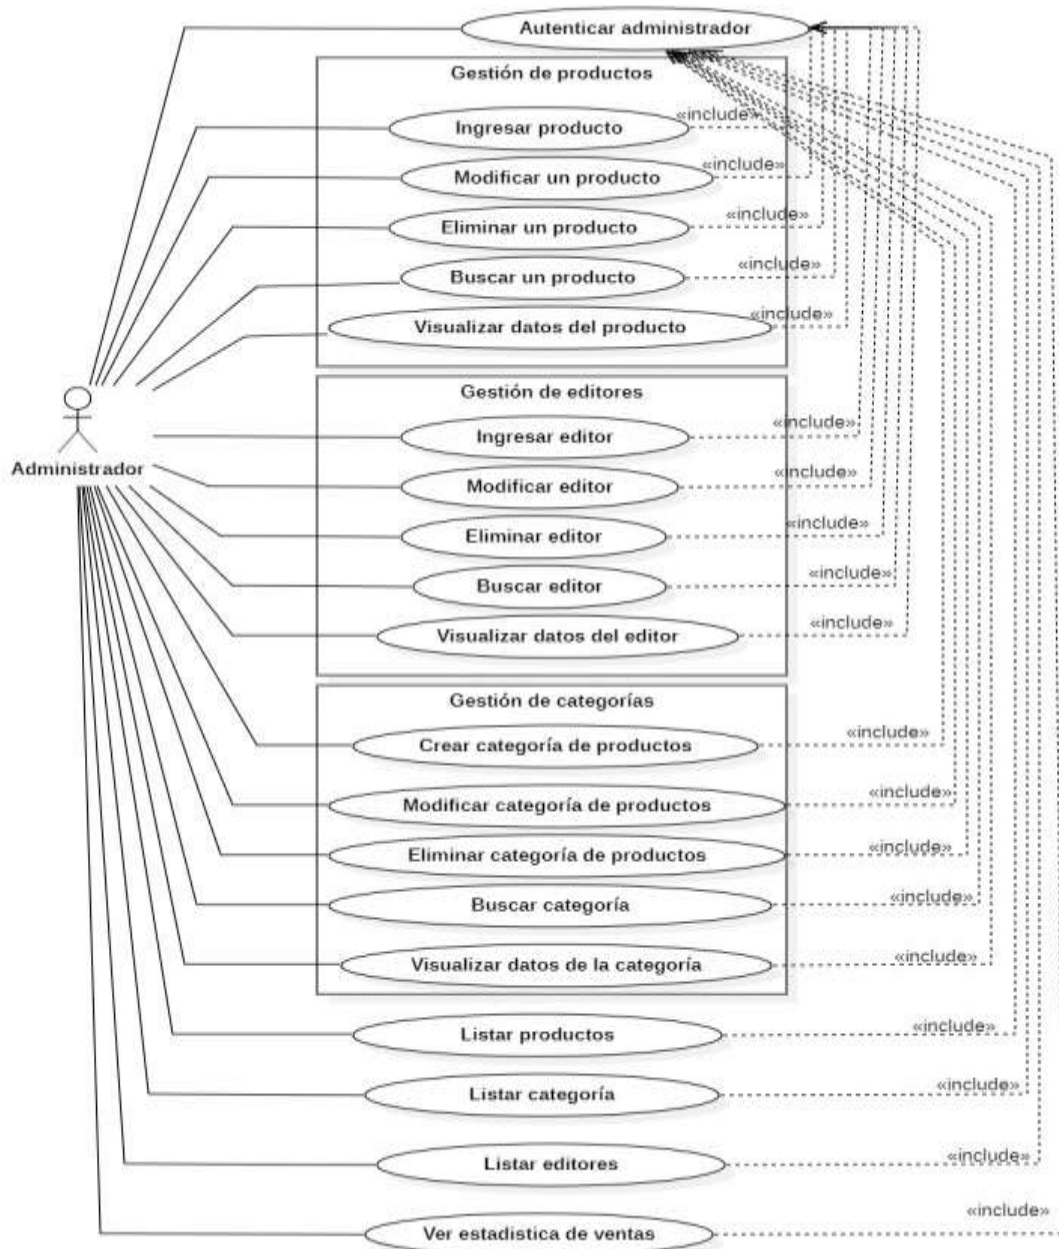 Autenticar administrador
Gestión de productos
Ingresar producto
«include»
Modificar un producto
«include»
Eliminar un producto
«include»
Buscar un producto
«include»
Visualizar datos del producto
«include»
Gestión de editores
Ingresar editor
«include»
Administrador
Modificar editor
«include»
Eliminar editor
«include»
Buscar editor
«include»
Visualizar datos del editor
«include»
Gestión de categorías
Crear categoría de productos
«include»
Modificar categoría de productos
«include»
Eliminar categoría de productos
«include»
Buscar categoría
«include»
Visualizar datos de la categoría
«include»
Listar productos
«include»
Listar categoría
«include»
Listar editores
«include»
Ver estadistica de ventas
«include»